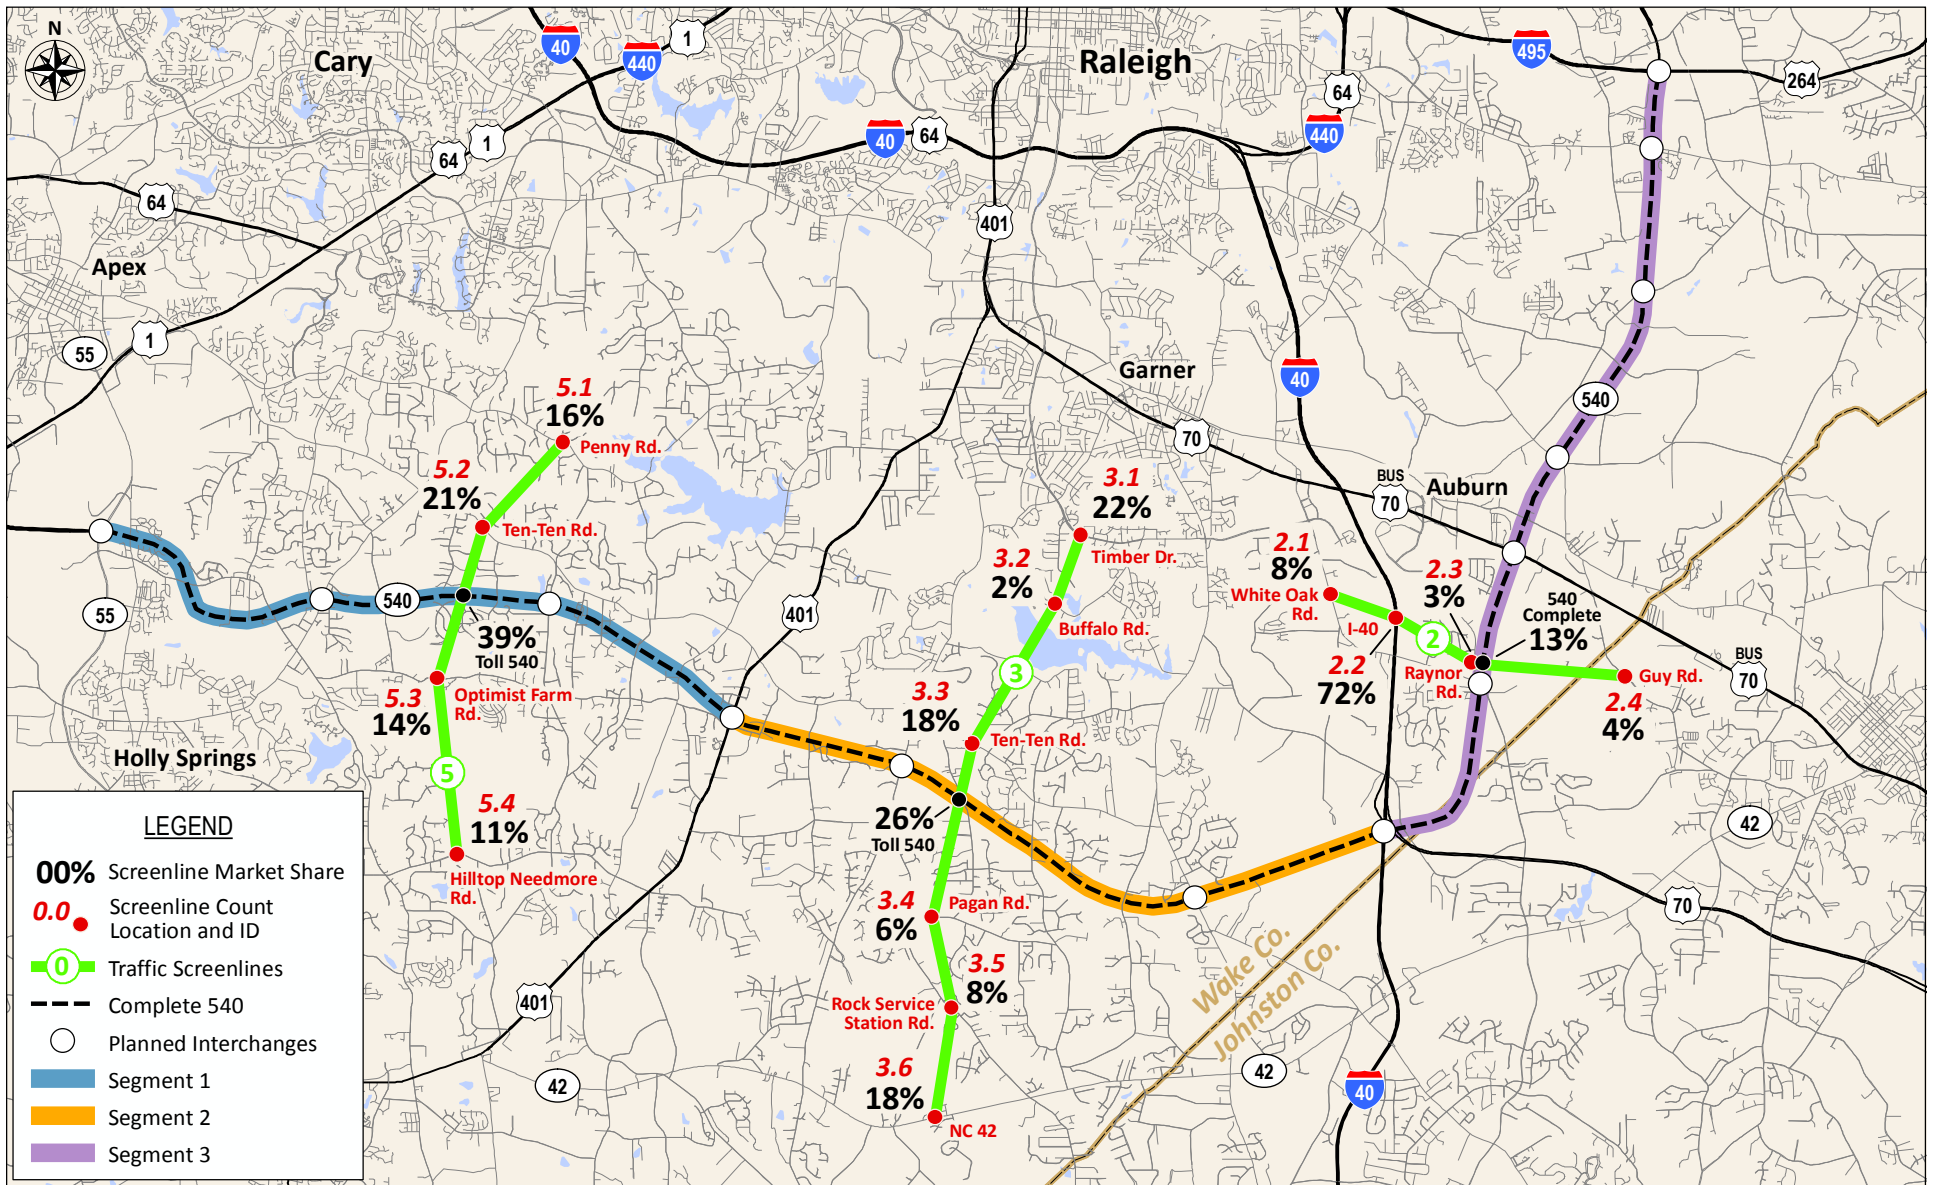 N
Cary
40
440
1
Raleigh
495
264
64
440
64
1
40
64
64
401
Apex
1
55
40
Garner
70
540
BUS
70
Auburn
5.1
16%
Penny Rd.
5.2
21%
Ten-Ten Rd.
3.1
22%
Timber Dr.
3.2
2%
Buffalo Rd.
2.1
8%
White Oak
Rd.
I-40
2.3
3%
2
540
Complete
13%
55
540
39%
Toll 540
401
3
2.2
72%
Raynor
Rd.
Guy Rd.
2.4
4%
BUS
70
5.3
14%
Optimist Farm
Rd.
3.3
18%
Ten-Ten Rd.
Holly Springs
5
5.4
11%
Hilltop Needmore
Rd.
26%
Toll 540
42
3.4
6%
Pagan Rd.
70
3.5
8%
Rock Service
Station Rd.
Wake Co.
Johnston Co.
401
3.6
18%
NC 42
42
42
40
LEGEND
00% Screenline Market Share
0.0 Screenline Count
Location and ID
0 Traffic Screenlines
Complete 540
Planned Interchanges
Segment 1
Segment 2
Segment 3